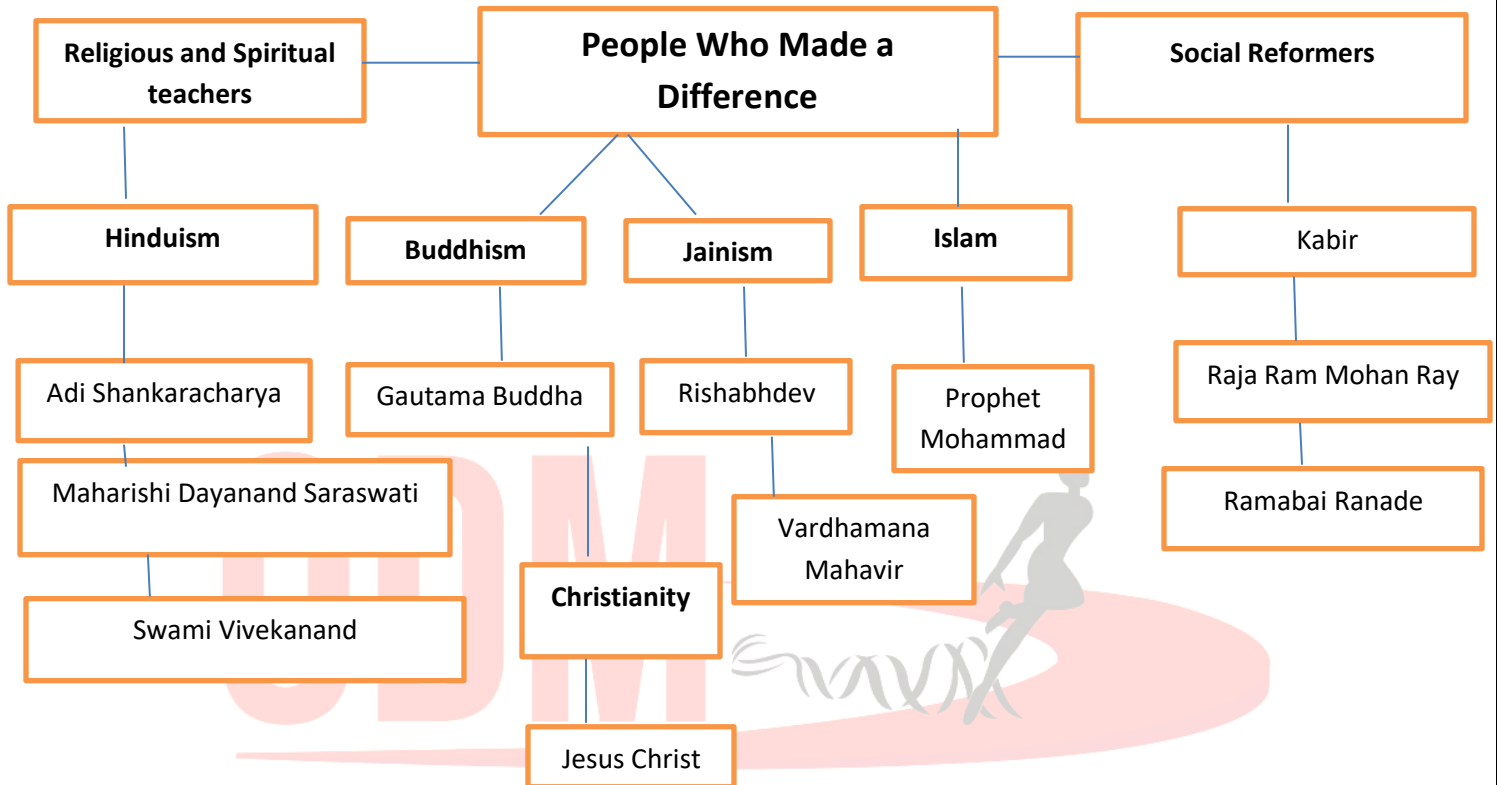 Religious and Spiritual
teachers
People Who Made a
Difference
Social Reformers
Hinduism
Buddhism
Jainism
Islam
Kabir
Adi Shankaracharya
Gautama Buddha
Rishabhdev
Prophet
Mohammad
Raja Ram Mohan Ray
Maharishi Dayanand Saraswati
Vardhamana
Mahavir
Ramabai Ranade
Christianity
Swami Vivekanand
Jesus Christ